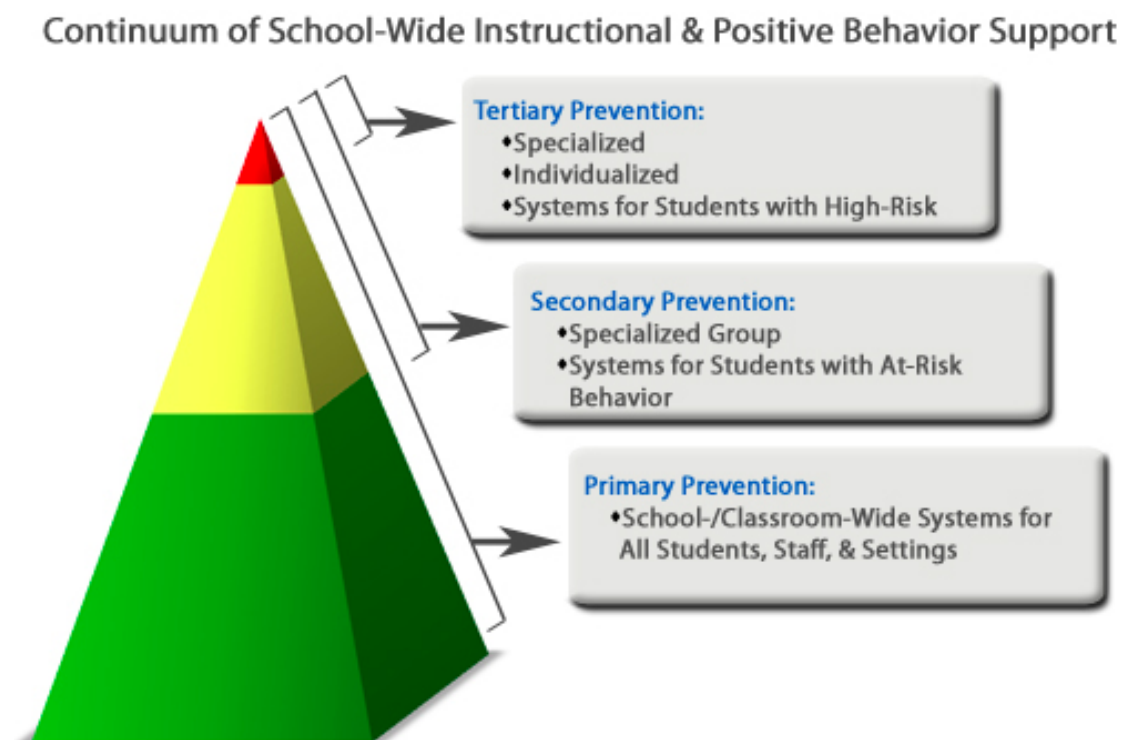 Continuum of School-Wide Instructional & Positive Behavior Support
Tertiary Prevention:
♦Specialized
♦Individualized
♦Systems for Students with High-Risk
Secondary Prevention:
♦Specialized Group
♦Systems for Students with At-Risk
Behavior
Primary Prevention:
♦School-/Classroom-Wide Systems for
All Students, Staff, & Settings